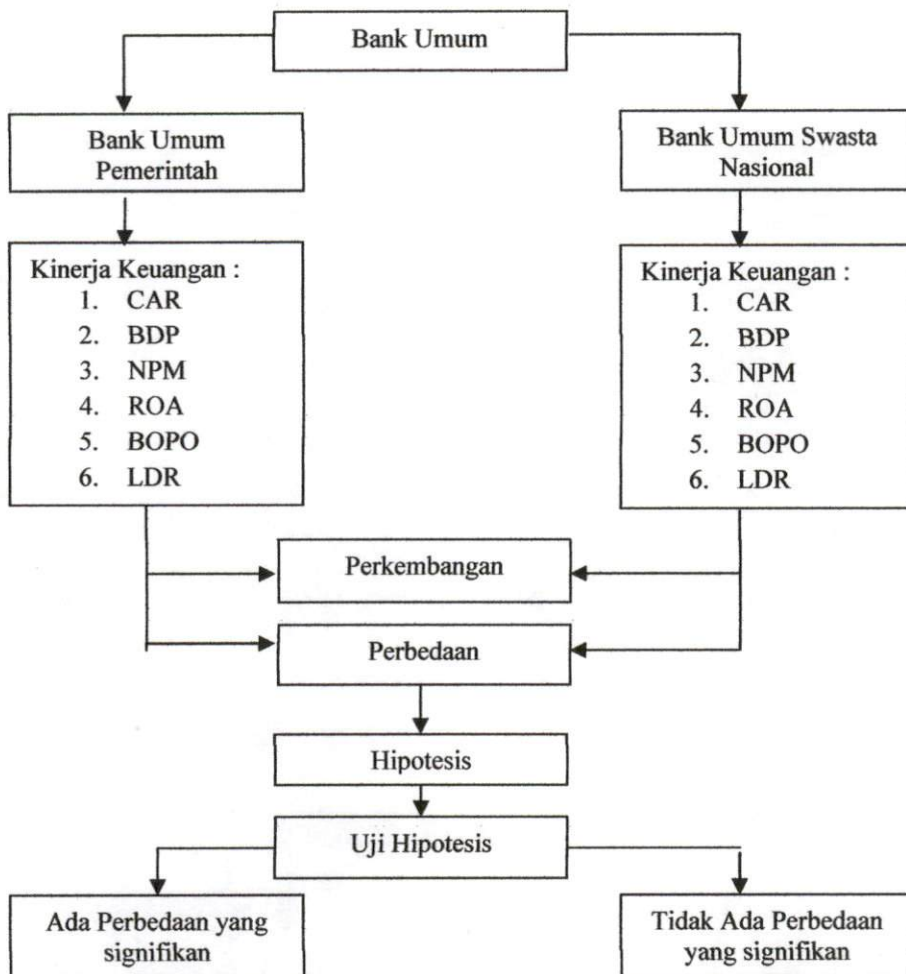 Bank Umum
Bank Umum
Pemerintah
Bank Umum Swasta
Nasional
Kinerja Keuangan :
1. CAR
2. BDP
3. NPM
4. ROA
5. BOPO
6. LDR
Kinerja Keuangan :
1. CAR
2. BDP
3. NPM
4. ROA
5. BOPO
6. LDR
Perkembangan
Perbedaan
Hipotesis
Uji Hipotesis
Ada Perbedaan yang
signifikan
Tidak Ada Perbedaan
yang signifikan